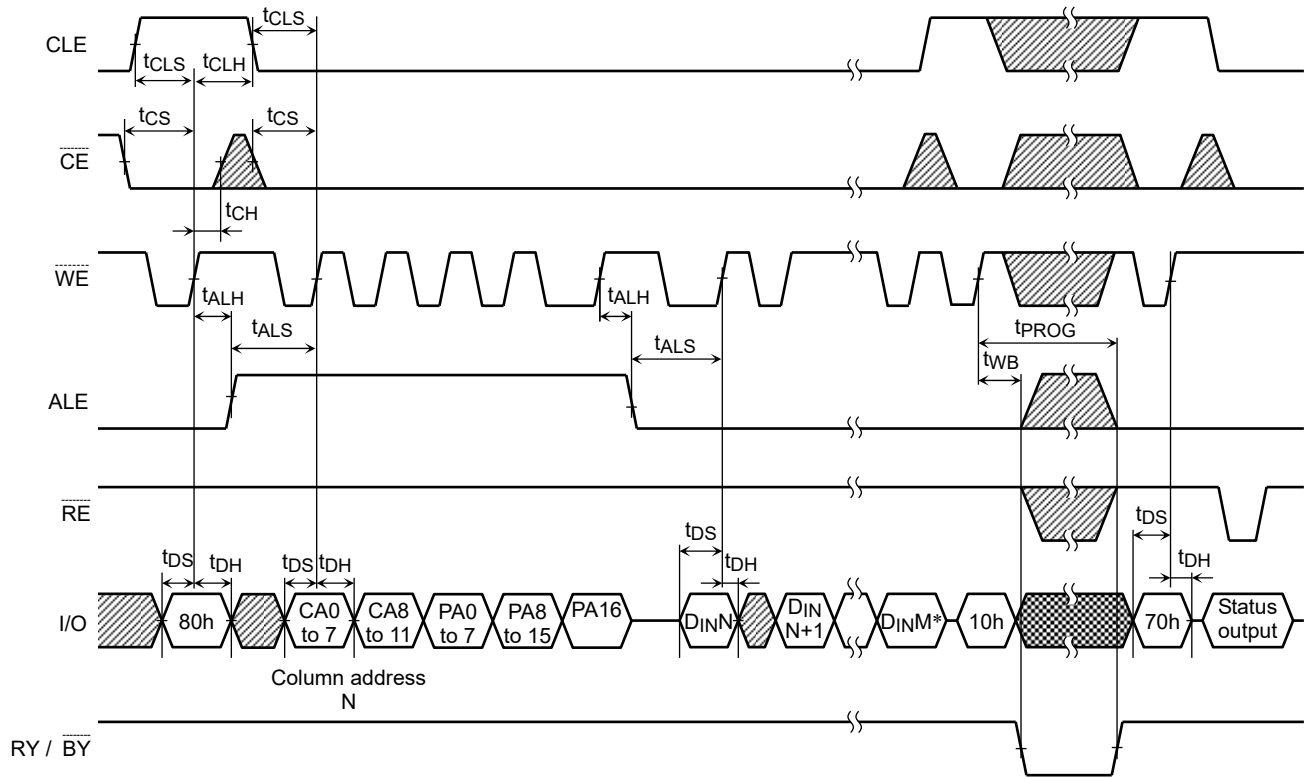 CLE
tCLS
tCLS
tCLH
CE
tCS
tCS
tCH
WE
tALH
tALS
tALH
tALS
tPROG
tWB
ALE
RE
tDS
tDH
tDS
tDH
tDS
tDH
tDS
tDH
I/O
80h
CA0
to 7
CA8
to 11
PA0
to 7
PA8
to 15
PA16
DINN
DIN
N+1
DINM*
10h
70h
Status
output
Column address
N
RY / BY